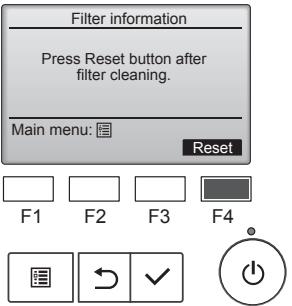 Filter information
Press Reset button after
filter cleaning.
Main menu:
Reset
F1 F2 F3 F4